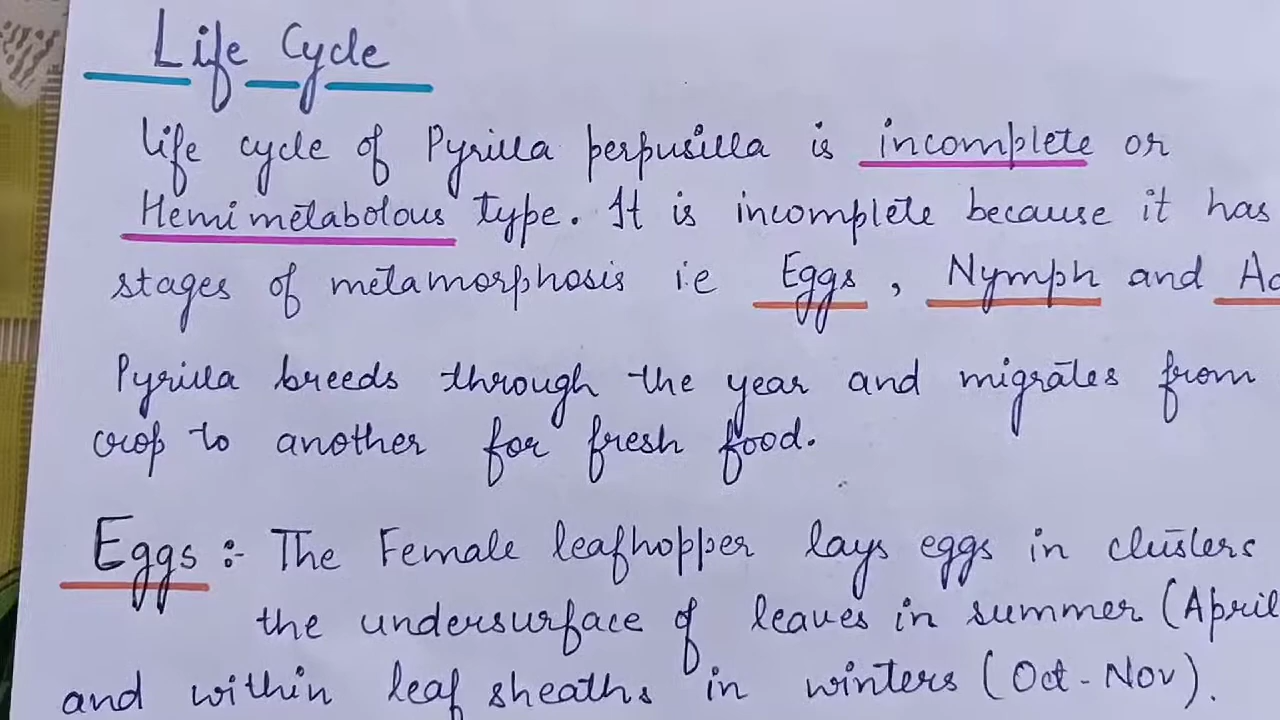 Life Cycle
Life cycle of Pyrilla perpusilla is incomplete or
Hemimetabolous type. It is incomplete because it has
stages of metamorphosis i.e Eggs, Nymph and
Pyrilla breeds through the year and migrates from
crop to another for fresh food.
Eggs :- The Female leafhopper lays eggs in clusters
the undersurface of leaves in summer (April
and within leaf sheaths in winters (Oct - Nov).